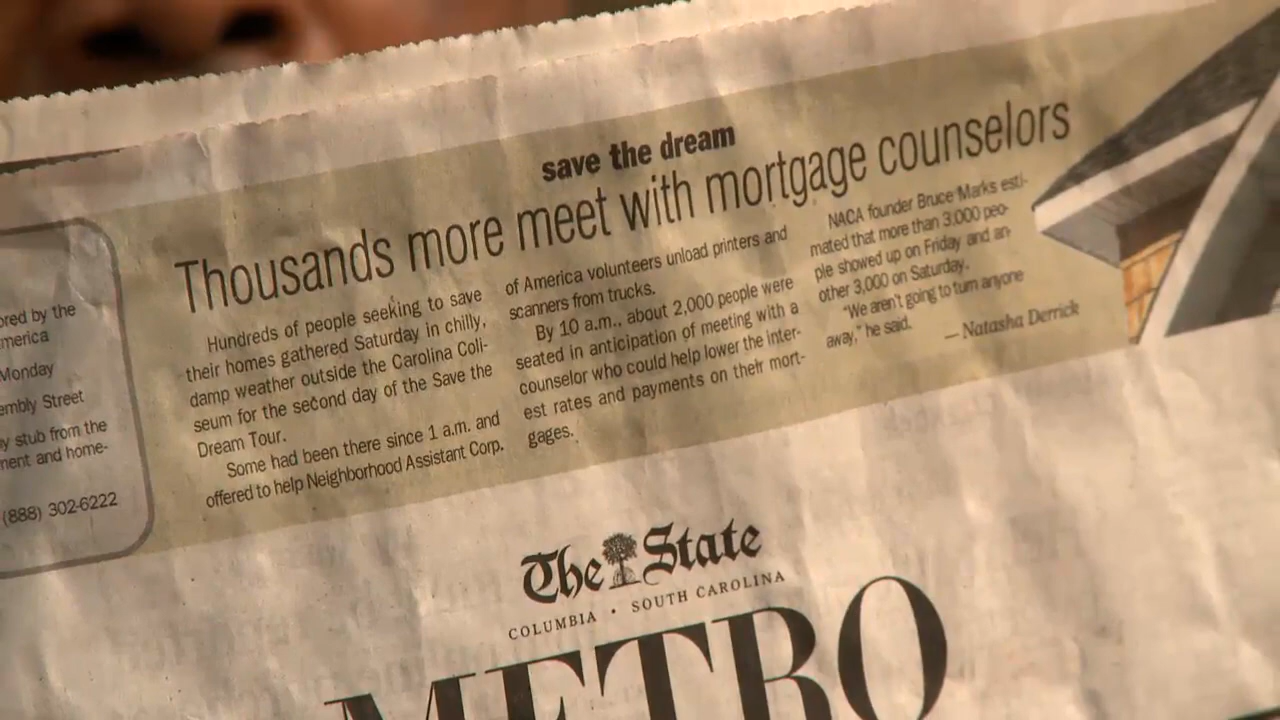 ored by the
merica
Monday
embly Street
ay stub from the
ment and home-
(888) 302-6222
save the dream
Thousands more meet with mortgage counselors
Hundreds of people seeking to save
their homes gathered Saturday in chilly,
damp weather outside the Carolina Coli-
seum for the second day of the Save the
Dream Tour.
Some had been there since 1 a.m. and
offered to help Neighborhood Assistant Corp.
of America volunteers unload printers and
scanners from trucks.
By 10 a.m., about 2,000 people were
seated in anticipation of meeting with a
counselor who could help lower the inter-
est rates and payments on their mort-
gages.
NACA founder Bruce Marks esti-
mated that more than 3,000 peo-
ple showed up on Friday and an-
other 3,000 on Saturday.
"We aren't going to turn anyone
away," he said.
— Natasha Derrick
The State
COLUMBIA · SOUTH CAROLINA
METRO